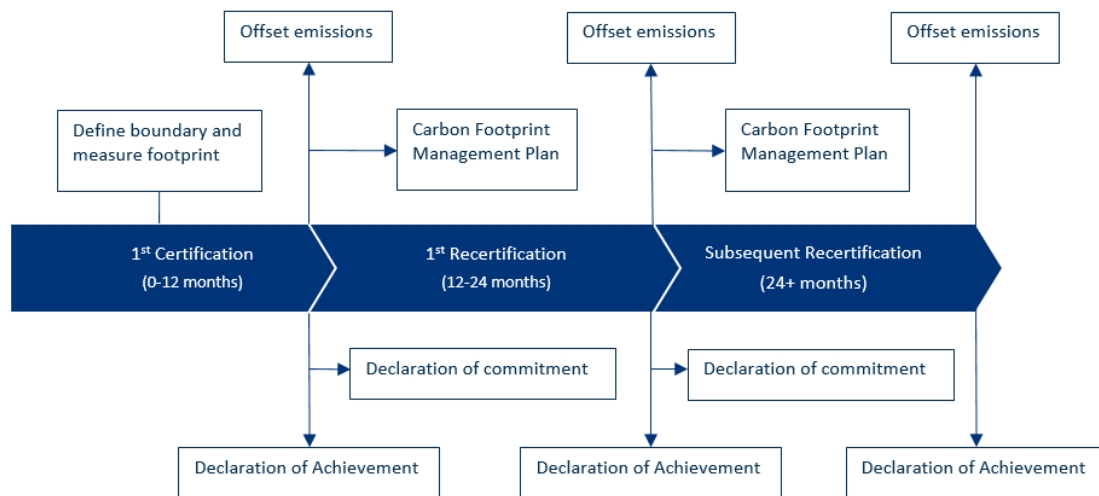 Offset emissions
Offset emissions
Offset emissions
Define boundary and
measure footprint
Carbon Footprint
Management Plan
Carbon Footprint
Management Plan
1st Certification
(0-12 months)
1st Recertification
(12-24 months)
Subsequent Recertification
(24+ months)
Declaration of commitment
Declaration of commitment
Declaration of Achievement
Declaration of Achievement
Declaration of Achievement